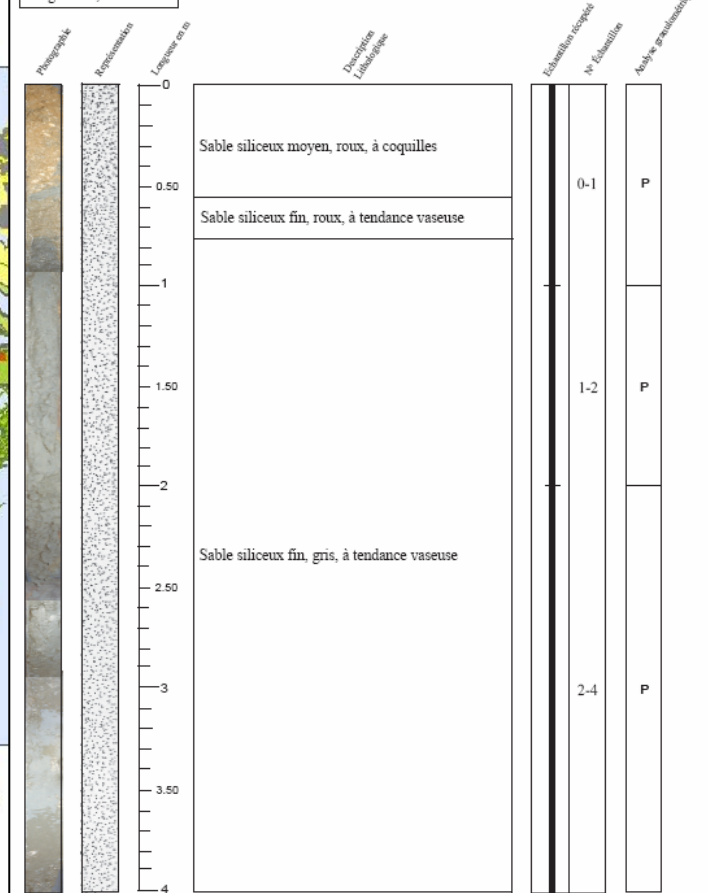 Photographie
Représentation
Longueur en m
Description
Lithologique
Echantillon récupéré
N° Echantillon
0
Sable siliceux moyen, roux, à coquilles
0.50
0-1
P
Sable siliceux fin, roux, à tendance vaseuse
1
1.50
1-2
P
2
Sable siliceux fin, gris, à tendance vaseuse
2.50
3
2-4
P
3.50
4